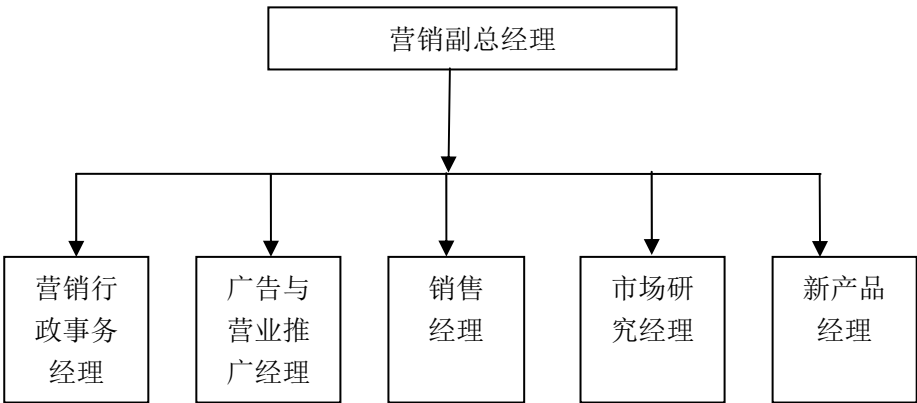 营销副总经理
营销行
政事务
经理
广告与
营业推
广经理
销售
经理
市场研
究经理
新产品
经理